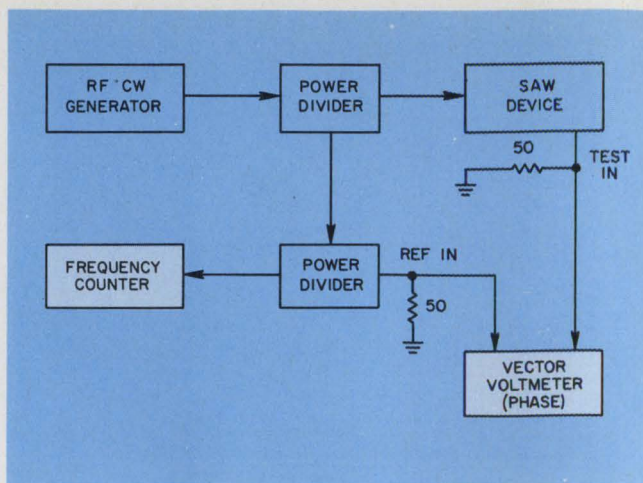 RF CW
GENERATOR
POWER
DIVIDER
SAW
DEVICE
50
TEST
IN
FREQUENCY
COUNTER
POWER
DIVIDER
REF IN
50
VECTOR
VOLTMETER
(PHASE)